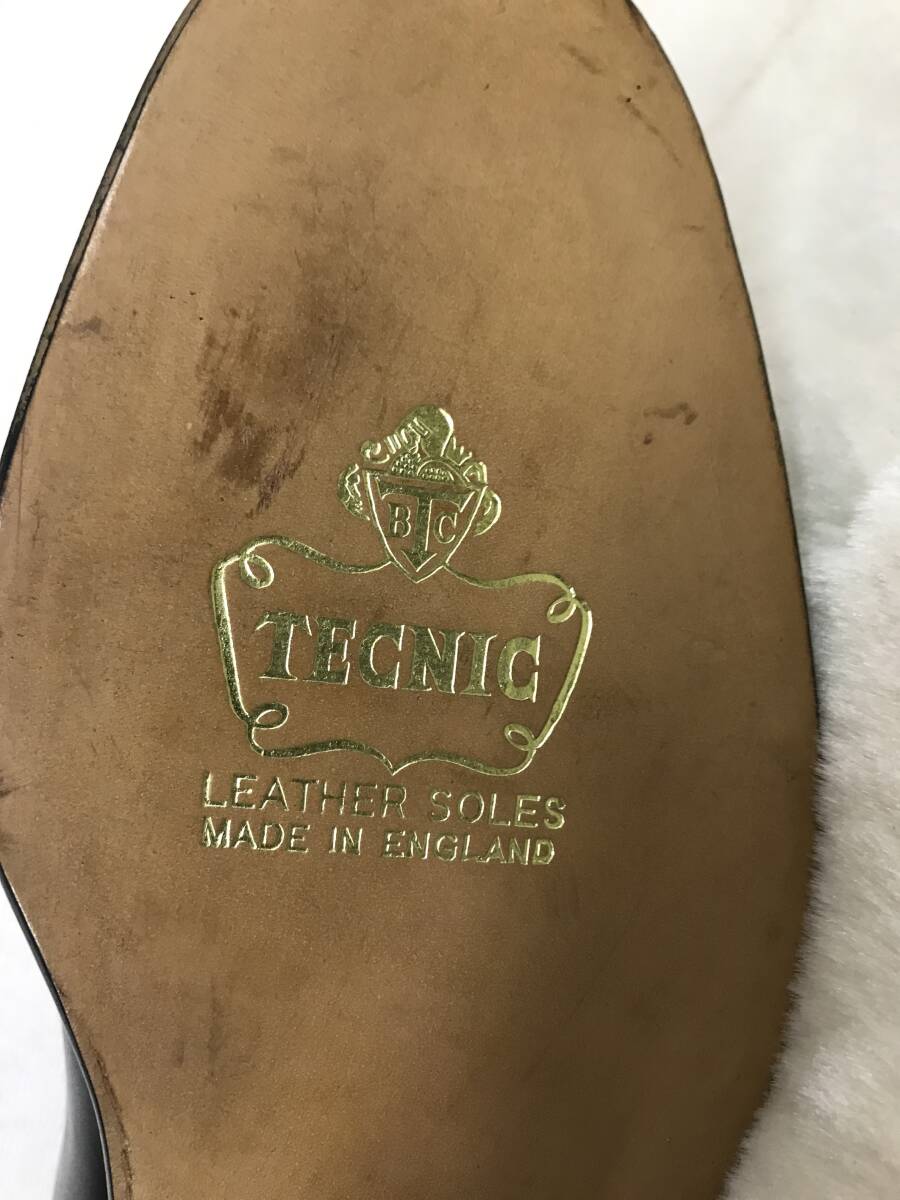 BTC
TECNIC
LEATHER SOLES
MADE IN ENGLAND